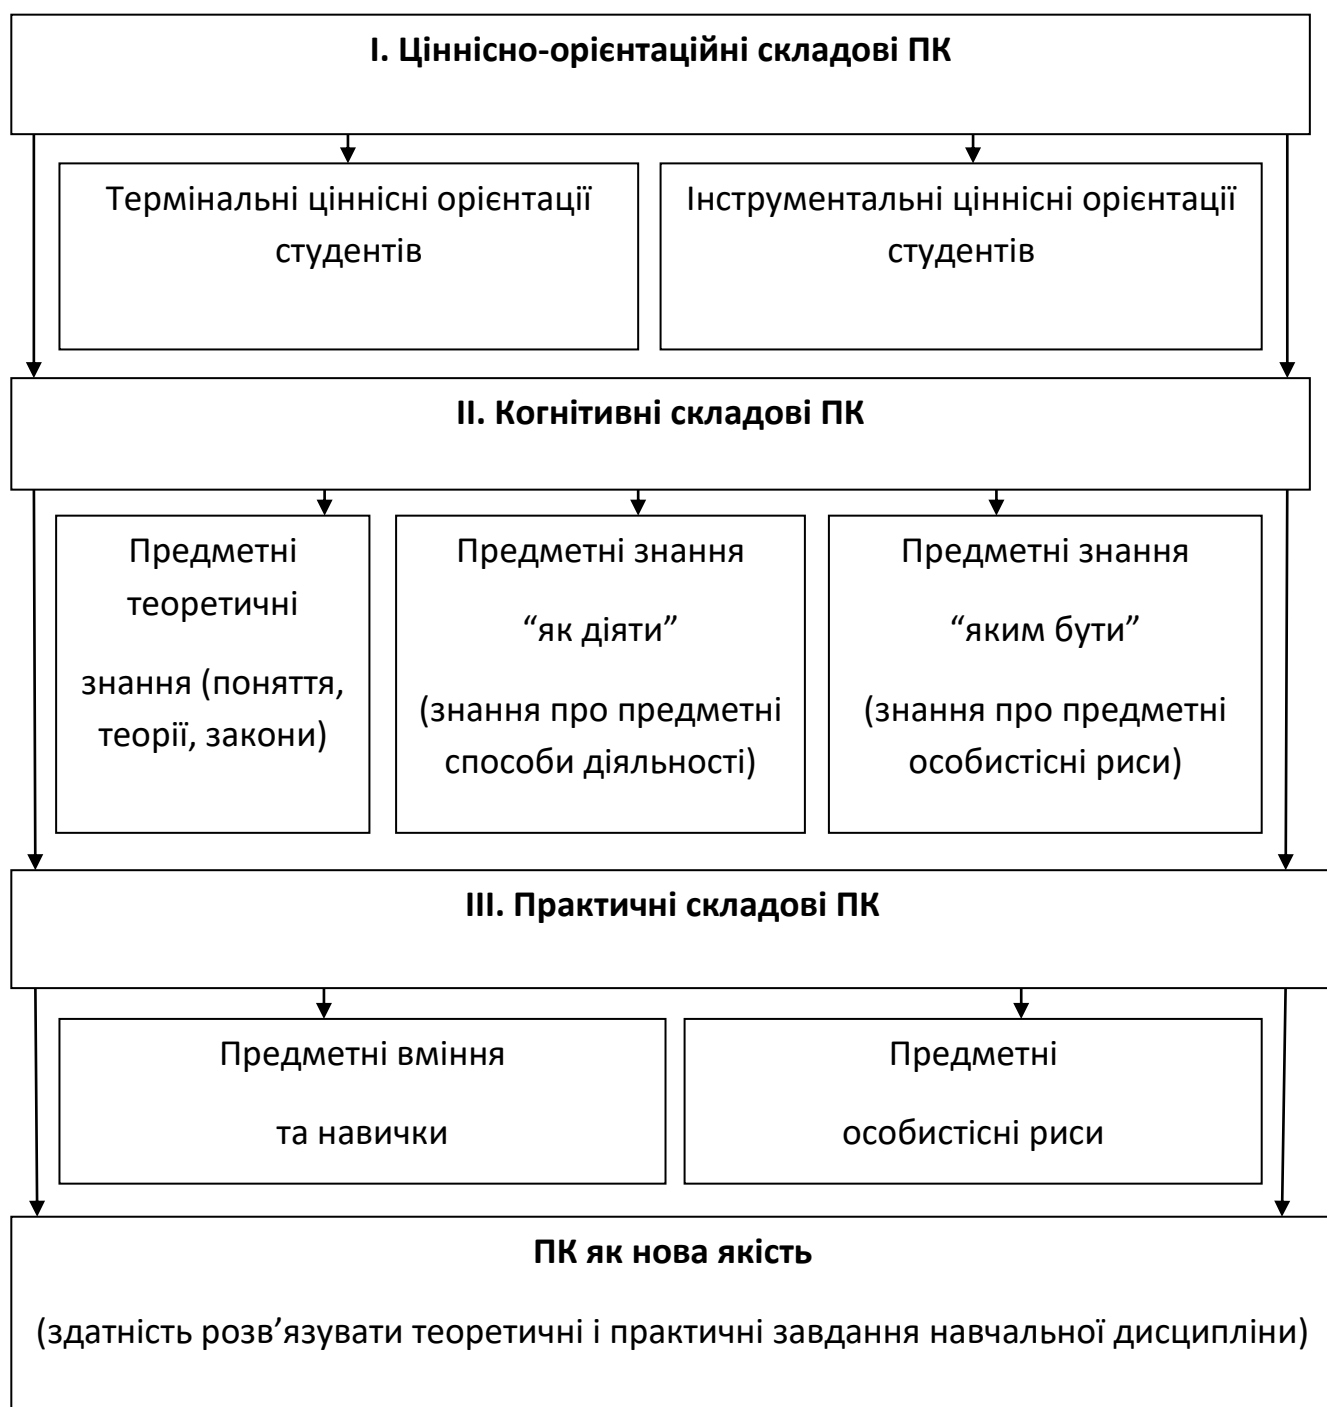 І. Ціннісно-орієнтаційні складові ПК
Термінальні ціннісні орієнтації
студентів
Інструментальні ціннісні орієнтації
студентів
ІІ. Когнітивні складові ПК
Предметні
теоретичні
знання (поняття,
теорії, закони)
Предметні знання
“як діяти”
(знання про предметні
способи діяльності)
Предметні знання
“яким бути”
(знання про предметні
особистісні риси)
ІІІ. Практичні складові ПК
Предметні вміння
та навички
Предметні
особистісні риси
ПК як нова якість
(здатність розв’язувати теоретичні і практичні завдання навчальної дисципліни)